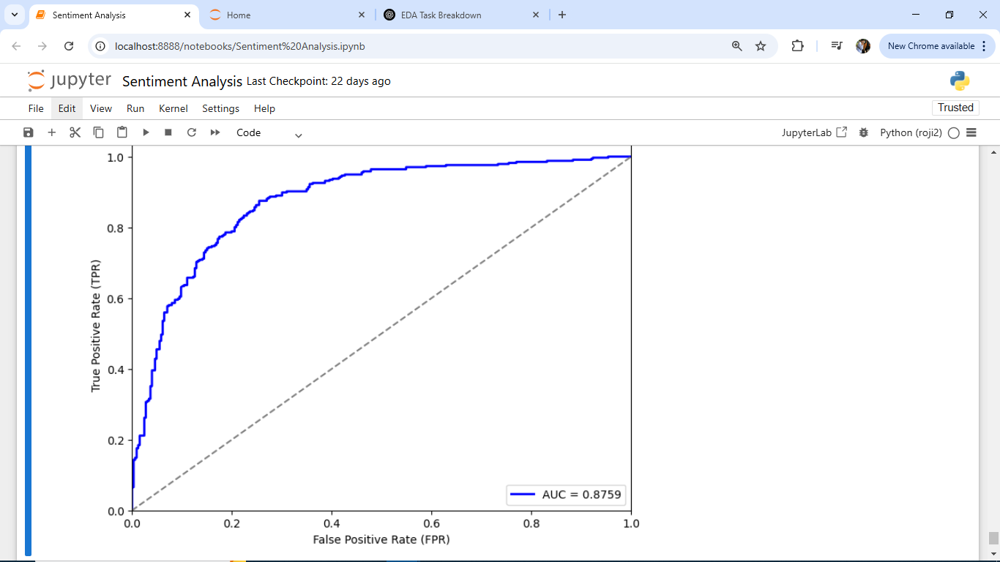 Sentiment Analysis
Home
EDA Task Breakdown
localhost:8888/notebooks/Sentiment%20Analysis.ipynb
New Chrome available
jupyter Sentiment Analysis Last Checkpoint: 22 days ago
File Edit View Run Kernel Settings Help
Trusted
Code
JupyterLab
Python (roji2)
1.0
0.8
0.6
0.4
0.2
0.0
True Positive Rate (TPR)
AUC = 0.8759
0.0 0.2 0.4 0.6 0.8 1.0
False Positive Rate (FPR)